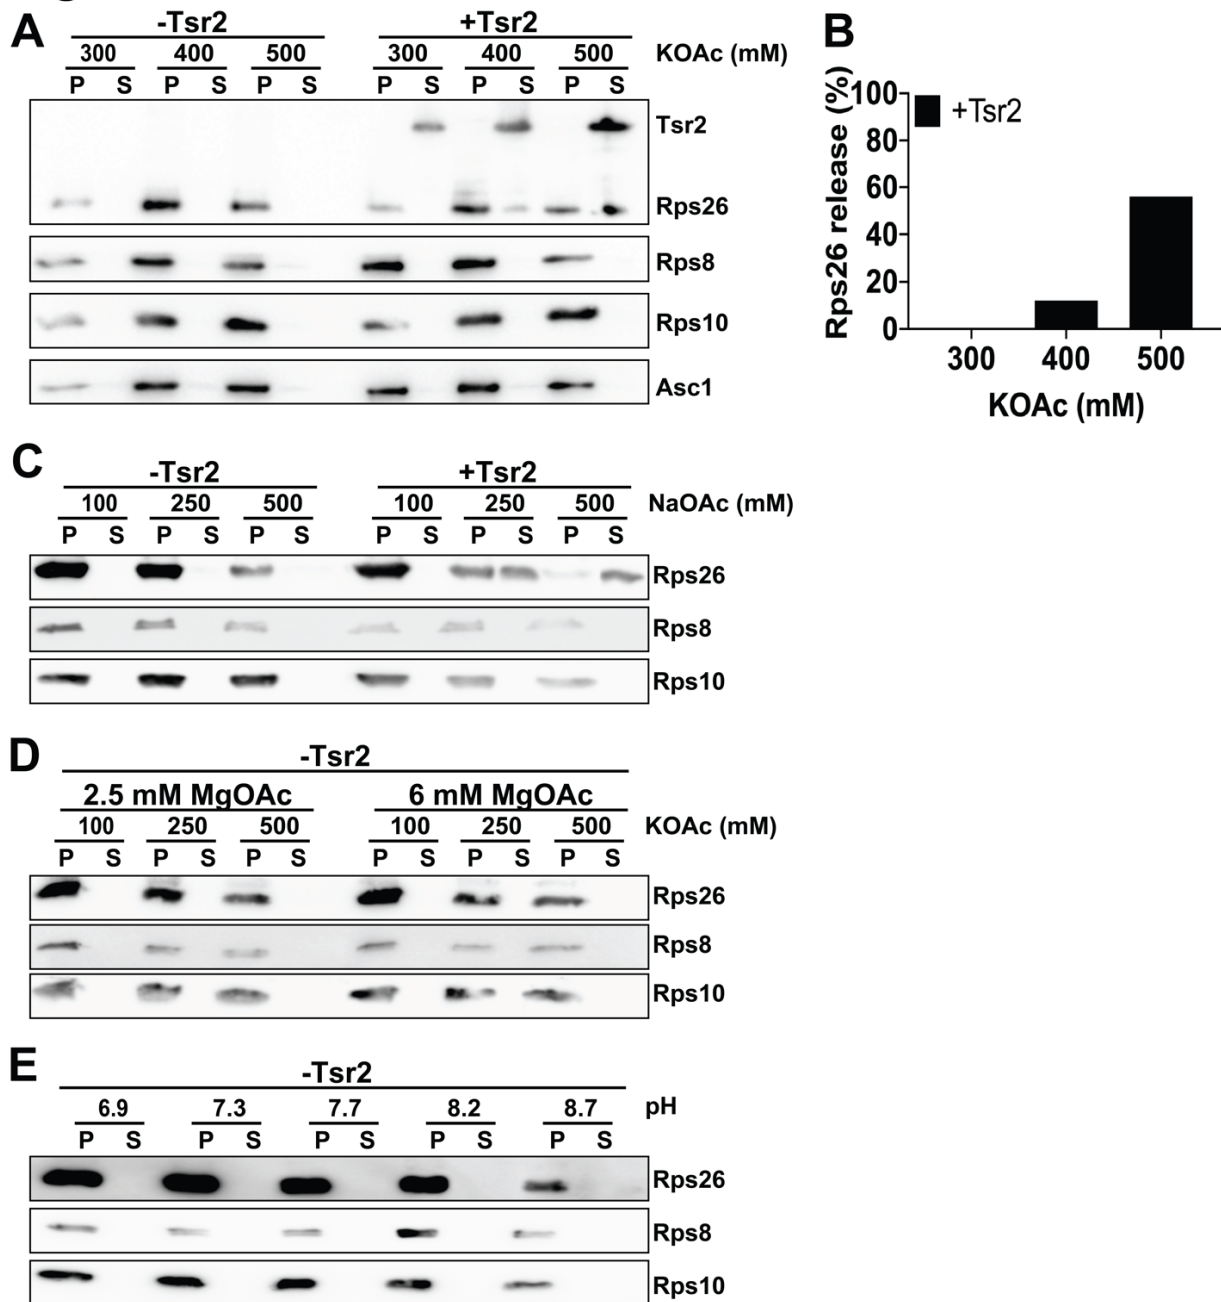 A
-Tsr2 +Tsr2
300 400 500 300 400 500 KOAc (mM)
P S P S P S P S P S P S
Tsr2
Rps26
Rps8
Rps10
Asc1
B
Rps26 release (%)
100
80
60
40
20
0
+Tsr2
300 400 500
KOAc (mM)
C
-Tsr2 +Tsr2
100 250 500 100 250 500 NaOAc (mM)
P S P S P S P S P S P S
Rps26
Rps8
Rps10
D
-Tsr2
2.5 mM MgOAc 6 mM MgOAc
100 250 500 100 250 500 KOAc (mM)
P S P S P S P S P S P S
Rps26
Rps8
Rps10
E
-Tsr2
6.9 7.3 7.7 8.2 8.7 pH
P S P S P S P S P S
Rps26
Rps8
Rps10